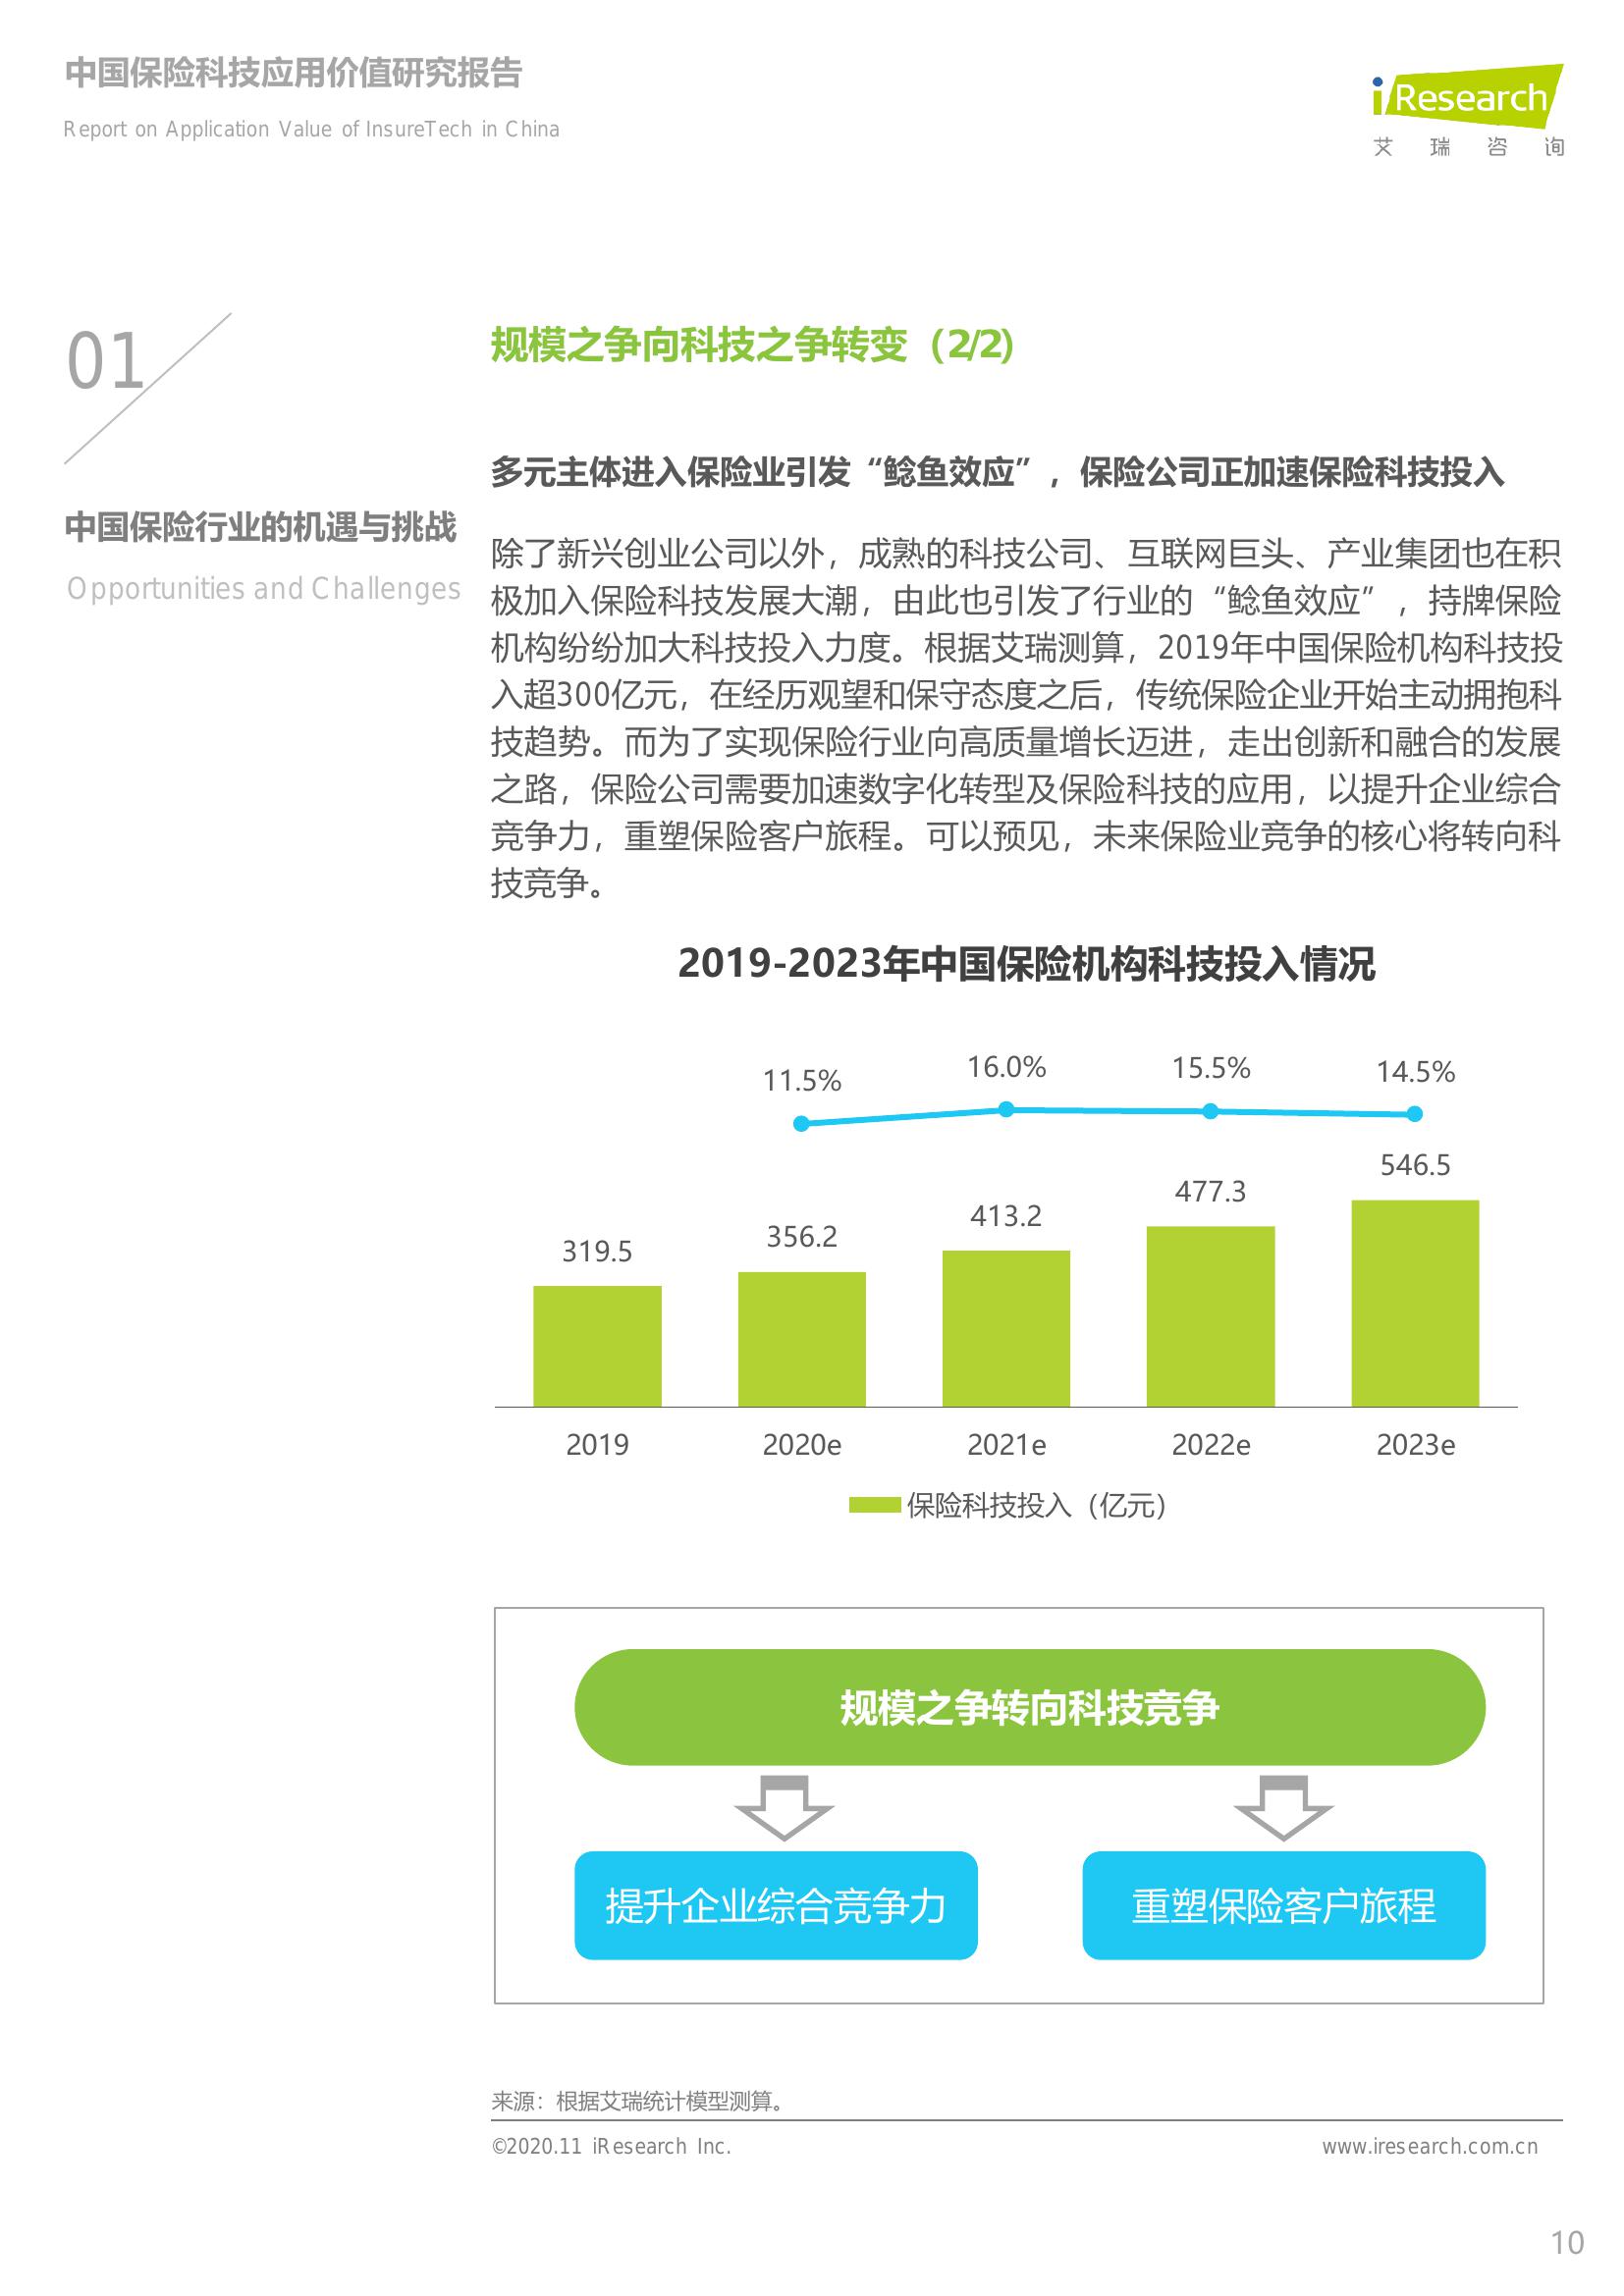 中国保险科技应用价值研究报告
Report on Application Value of InsureTech in China
iResearch
艾瑞咨询
01
中国保险行业的机遇与挑战
Opportunities and Challenges
规模之争向科技之争转变（2/2）
多元主体进入保险业引发“鲶鱼效应”，保险公司正加速保险科技投入
除了新兴创业公司以外，成熟的科技公司、互联网巨头、产业集团也在积
极加入保险科技发展大潮，由此也引发了行业的“鲶鱼效应”，持牌保险
机构纷纷加大科技投入力度。根据艾瑞测算，2019年中国保险机构科技投
入超300亿元，在经历观望和保守态度之后，传统保险企业开始主动拥抱科
技趋势。而为了实现保险行业向高质量增长迈进，走出创新和融合的发展
之路，保险公司需要加速数字化转型及保险科技的应用，以提升企业综合
竞争力，重塑保险客户旅程。可以预见，未来保险业竞争的核心将转向科
技竞争。
2019-2023年中国保险机构科技投入情况
11.5% 16.0% 15.5% 14.5%
319.5 356.2 413.2 477.3 546.5
2019 2020e 2021e 2022e 2023e
保险科技投入（亿元）
规模之争转向科技竞争
提升企业综合竞争力
重塑保险客户旅程
来源：根据艾瑞统计模型测算。
©2020.11 iResearch Inc.
www.iresearch.com.cn
10